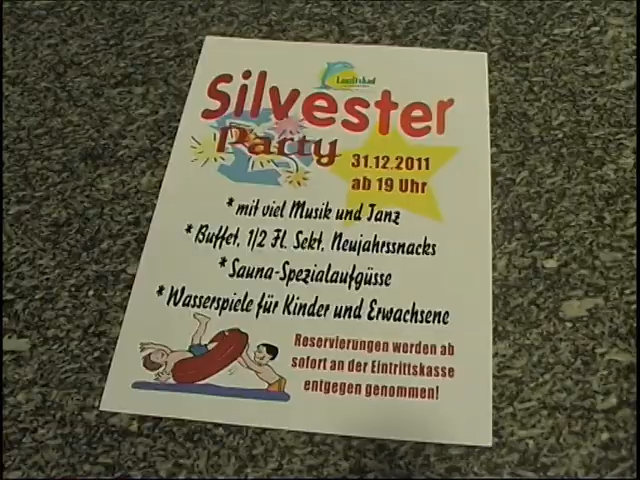 Lausitzbad
Silvester
Party
31.12.2011
ab 19 Uhr
* mit viel Musik und Tanz
* Buffet, 1/2 Fl. Sekt, Neujahrssnacks
* Sauna-Spezialaufgüsse
* Wasserspiele für Kinder und Erwachsene
Reservierungen werden ab
sofort an der Eintrittskasse
entgegen genommen!